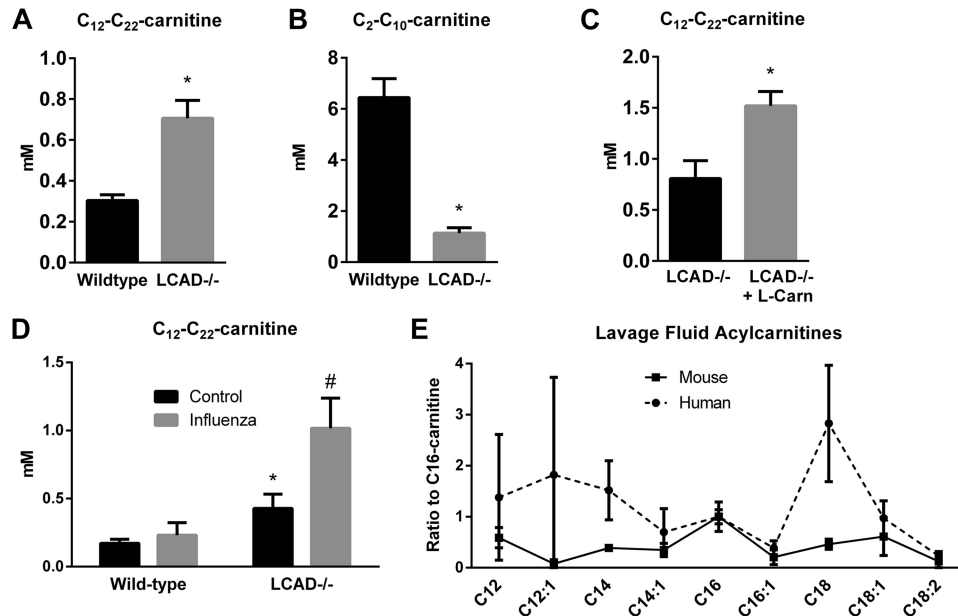 A
C12-C22-carnitine
mM
1.0
0.8
0.6
0.4
0.2
0.0
*
Wildtype LCAD-/-
B
C2-C10-carnitine
mM
8
6
4
2
0
*
Wildtype LCAD-/-
C
C12-C22-carnitine
mM
2.0
1.5
1.0
0.5
0.0
*
LCAD-/- LCAD-/-
+ L-Carn
D
C12-C22-carnitine
mM
1.5
1.0
0.5
0.0
Control
Influenza
*
#
Wild-type LCAD-/-
E
Lavage Fluid Acylcarnitines
Ratio to C16-carnitine
4
3
2
1
0
Mouse
Human
C12 C12:1 C14 C14:1 C16 C16:1 C18 C18:1 C18:2